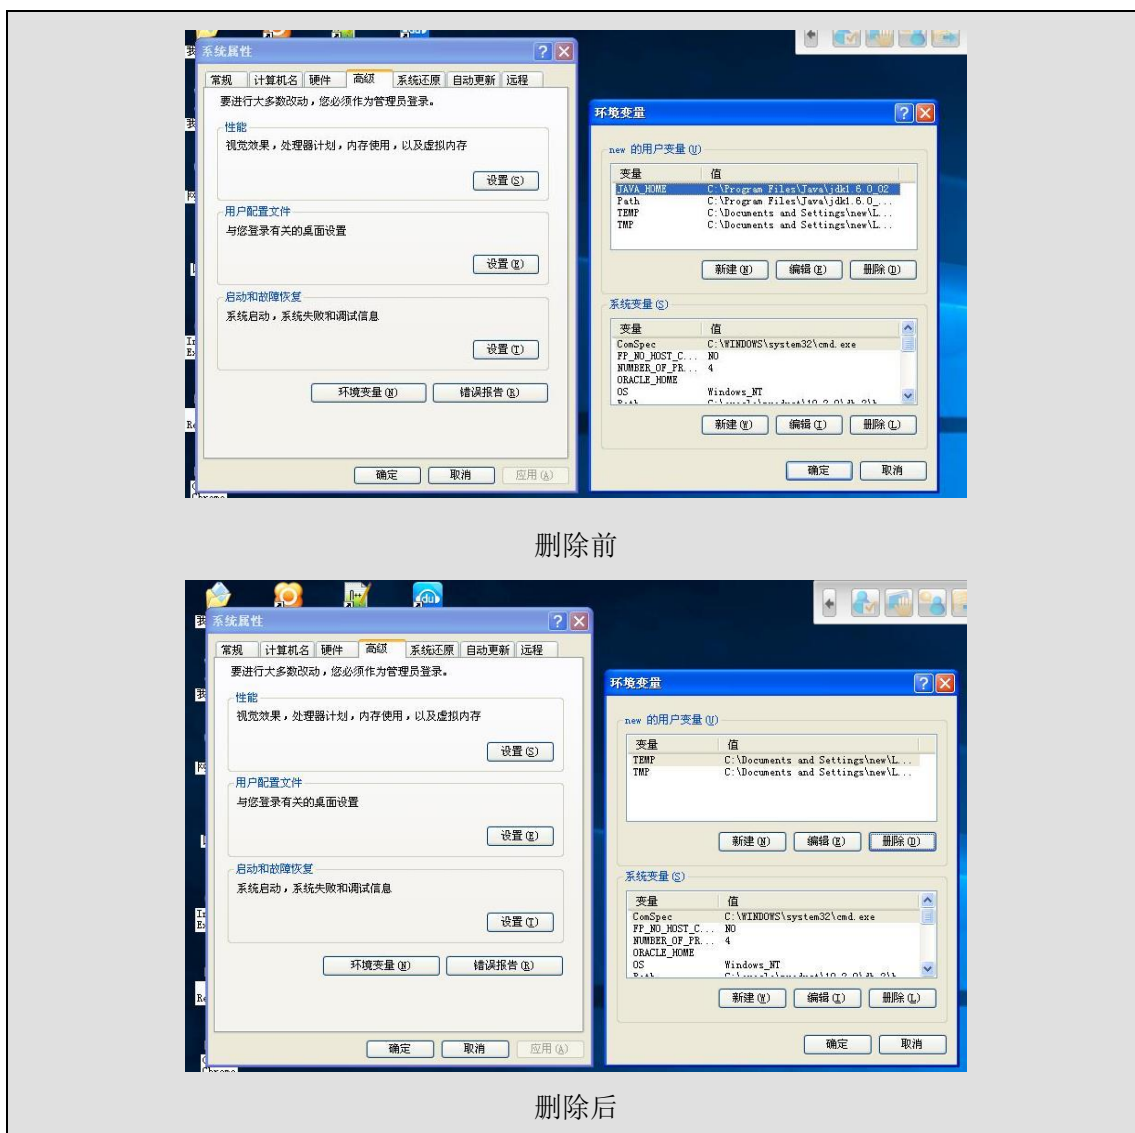 系统属性
常规 计算机名 硬件 高级 系统还原 自动更新 远程
要进行大多数改动，您必须作为管理员登录。
性能
视觉效果，处理器计划，内存使用，以及虚拟内存
设置(S)
用户配置文件
与您登录有关的桌面设置
设置(E)
启动和故障恢复
系统启动，系统失败和调试信息
设置(T)
环境变量(N) 错误报告(R)
确定 取消 应用(A)
环境变量
new 的用户变量(U)
变量 值
JAVA_HOME C:\Program Files\Java\jdk1.6.0_02
Path C:\Program Files\Java\jdk1.6.0_...
TEMP C:\Documents and Settings\new\L...
TMP C:\Documents and Settings\new\L...
新建(N) 编辑(E) 删除(D)
系统变量(S)
变量 值
ComSpec C:\WINDOWS\system32\cmd.exe
FP_NO_HOST_C... NO
NUMBER_OF_PR... 4
ORACLE_HOME
OS Windows_NT
新建(W) 编辑(I) 删除(L)
确定 取消
删除前
系统属性
常规 计算机名 硬件 高级 系统还原 自动更新 远程
要进行大多数改动，您必须作为管理员登录。
性能
视觉效果，处理器计划，内存使用，以及虚拟内存
设置(S)
用户配置文件
与您登录有关的桌面设置
设置(E)
启动和故障恢复
系统启动，系统失败和调试信息
设置(T)
环境变量(N) 错误报告(R)
确定 取消 应用(A)
环境变量
new 的用户变量(U)
变量 值
TEMP C:\Documents and Settings\new\L...
TMP C:\Documents and Settings\new\L...
新建(N) 编辑(E) 删除(D)
系统变量(S)
变量 值
ComSpec C:\WINDOWS\system32\cmd.exe
FP_NO_HOST_C... NO
NUMBER_OF_PR... 4
ORACLE_HOME
OS Windows_NT
新建(W) 编辑(I) 删除(L)
确定 取消
删除后